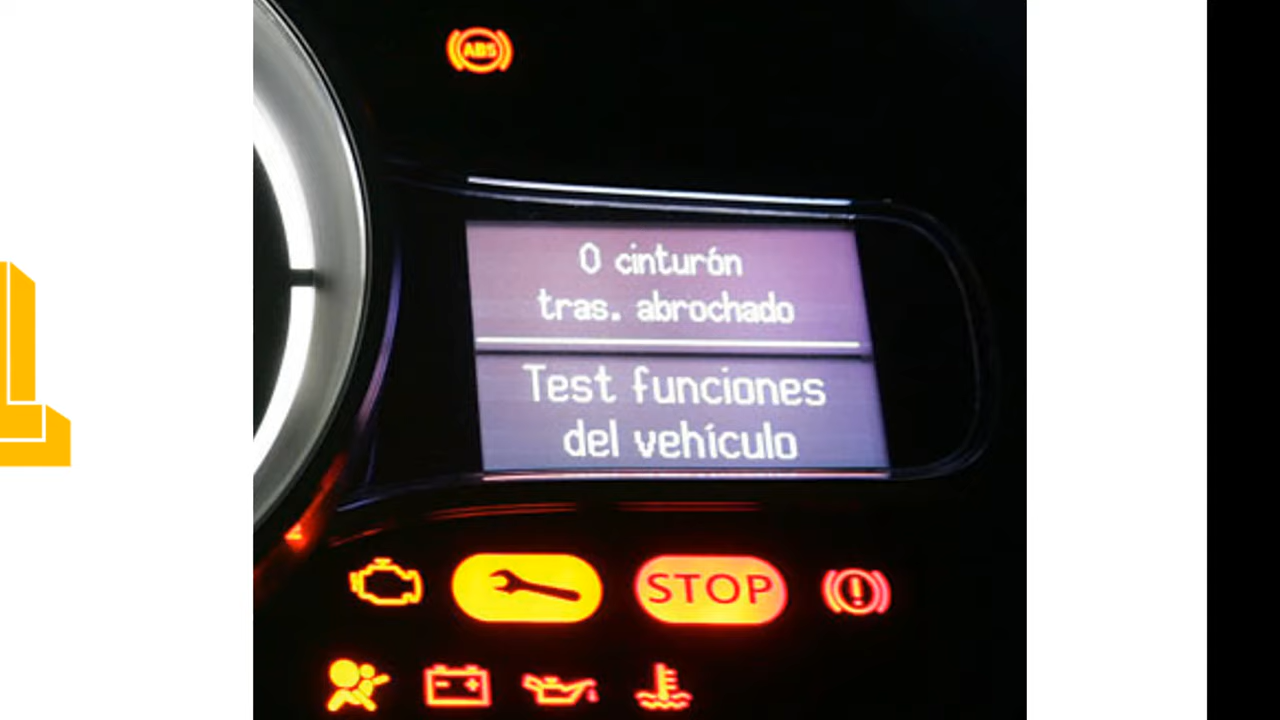 ABS
0 cinturón
tras. abrochado
Test funciones
del vehículo
STOP